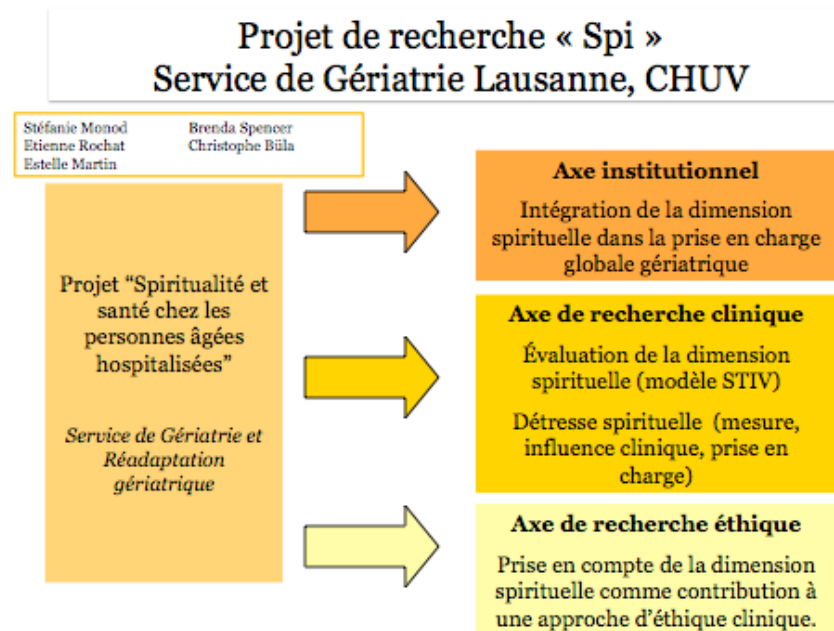 Projet de recherche « Spi »
Service de Gériatrie Lausanne, CHUV
Stéfanie Monod
Etienne Rochat
Estelle Martin
Brenda Spencer
Christophe Büla
Projet “Spiritualité et
santé chez les
personnes âgées
hospitalisées”
Service de Gériatrie et
Réadaptation
gériatrique
Axe institutionnel
Intégration de la dimension
spirituelle dans la prise en charge
globale gériatrique
Axe de recherche clinique
Évaluation de la dimension
spirituelle (modèle STIV)
Détresse spirituelle (mesure,
influence clinique, prise en
charge)
Axe de recherche éthique
Prise en compte de la dimension
spirituelle comme contribution à
une approche d’éthique clinique.